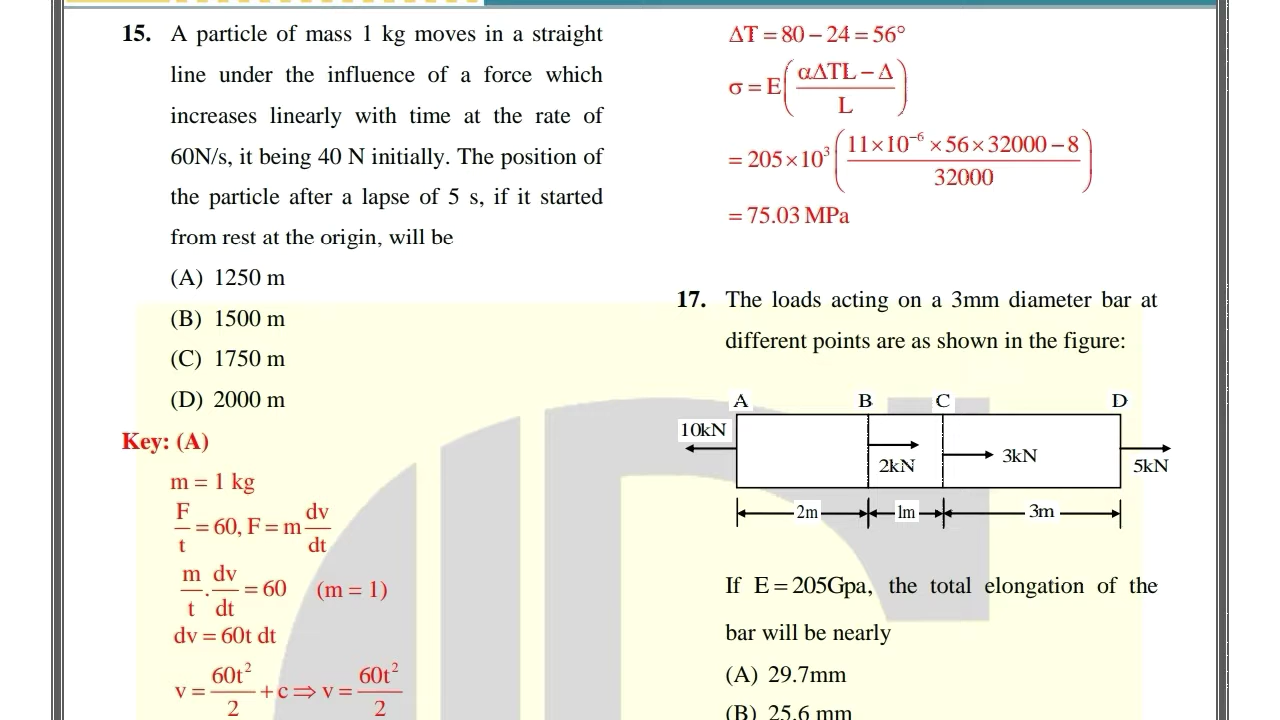 15. A particle of mass 1 kg moves in a straight
line under the influence of a force which
increases linearly with time at the rate of
60N/s, it being 40 N initially. The position of
the particle after a lapse of 5 s, if it started
from rest at the origin, will be
(A) 1250 m
(B) 1500 m
(C) 1750 m
(D) 2000 m
Key: (A)
m = 1 kg
F/t = 60, F = m dv/dt
m/t . dv/dt = 60 (m = 1)
dv = 60t dt
v = 60t²/2 + c ⇒ v = 60t²/2
ΔT = 80 − 24 = 56°
σ = E(αΔTL − Δ / L)
= 205 × 10³ (11×10⁻⁶ × 56 × 32000 − 8 / 32000)
= 75.03 MPa
17. The loads acting on a 3mm diameter bar at
different points are as shown in the figure:
A B C D
10kN 2kN 3kN 5kN
2m 1m 3m
If E = 205Gpa, the total elongation of the
bar will be nearly
(A) 29.7mm
(B) 25.6 mm